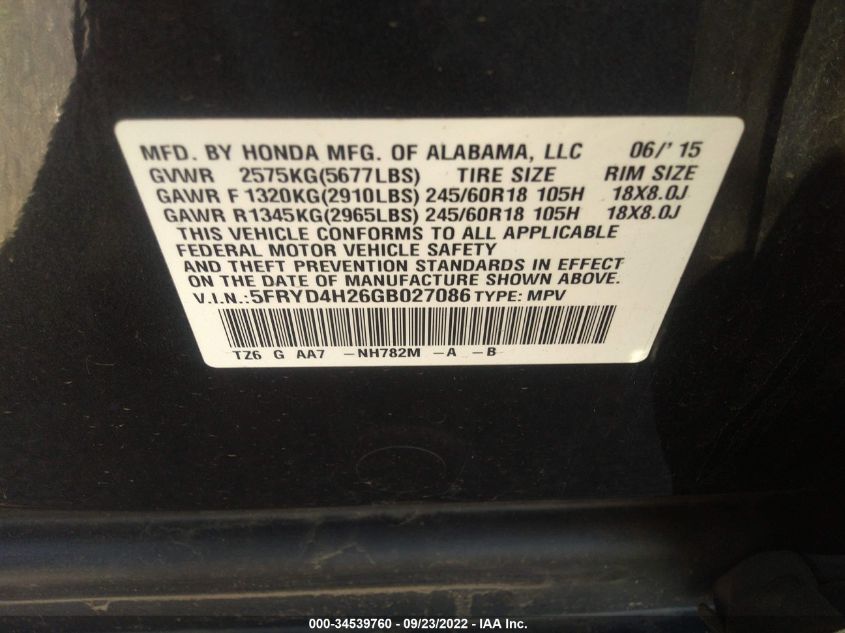 MFD. BY HONDA MFG. OF ALABAMA, LLC 06/'15
GVWR 2575KG(5677LBS) TIRE SIZE RIM SIZE
GAWR F 1320KG(2910LBS) 245/60R18 105H 18X8.0J
GAWR R1345KG(2965LBS) 245/60R18 105H 18X8.0J
THIS VEHICLE CONFORMS TO ALL APPLICABLE
FEDERAL MOTOR VEHICLE SAFETY
AND THEFT PREVENTION STANDARDS IN EFFECT
ON THE DATE OF MANUFACTURE SHOWN ABOVE.
V.I.N.:5FRYD4H26GB027086 TYPE: MPV
TZ6 G AA7 -NH782M -A -B
000-34539760 - 09/23/2022 - IAA Inc.